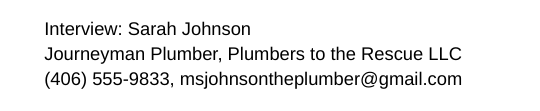 Interview: Sarah Johnson
Journeyman Plumber, Plumbers to the Rescue LLC
(406) 555-9833, msjohnsontheplumber@gmail.com